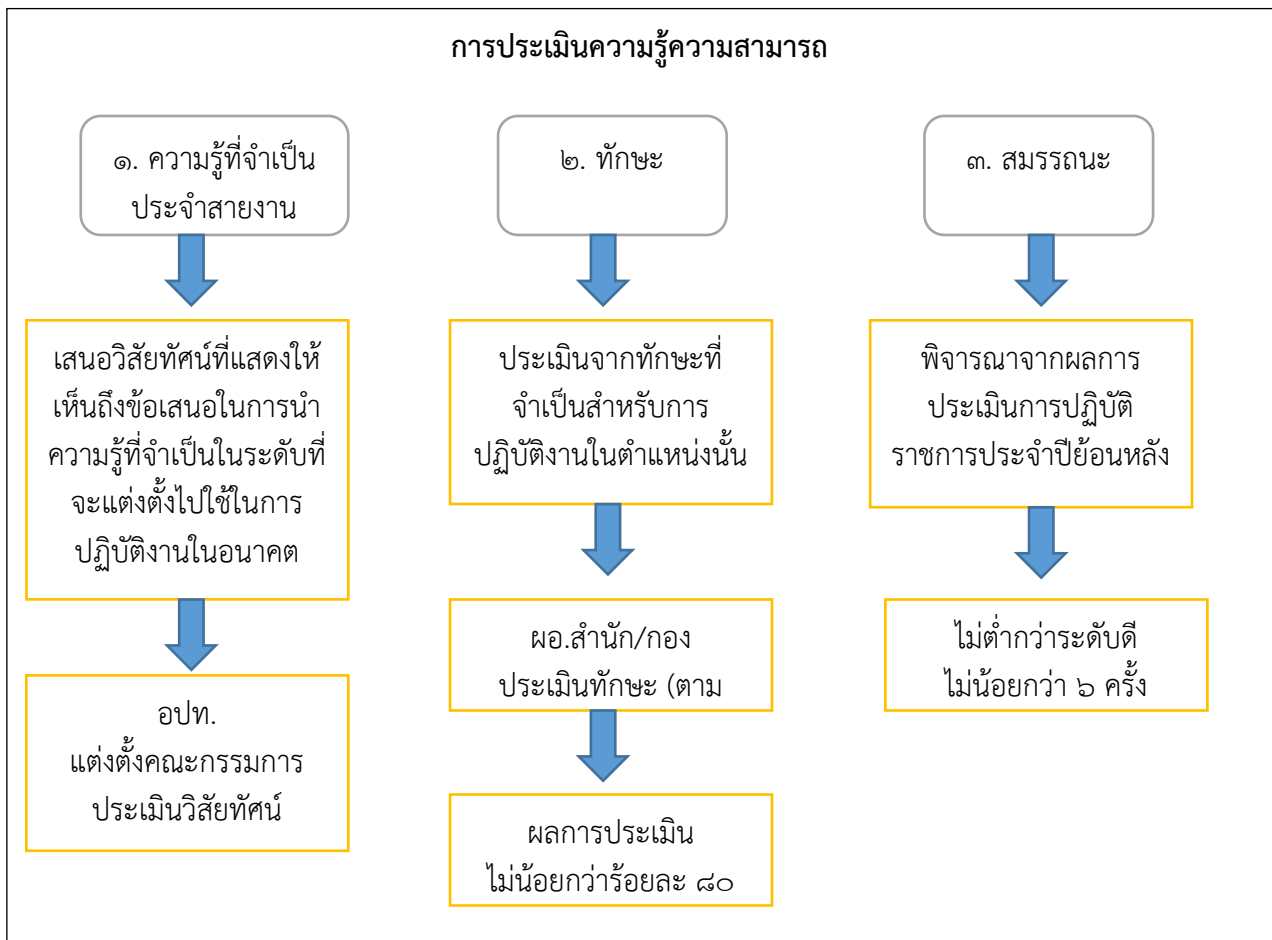 การประเมินความรู้ความสามารถ
๑. ความรู้ที่จำเป็น
ประจำสายงาน
๒. ทักษะ
๓. สมรรถนะ
เสนอวิสัยทัศน์ที่แสดงให้
เห็นถึงข้อเสนอในการนำ
ความรู้ที่จำเป็นในระดับที่
จะแต่งตั้งไปใช้ในการ
ปฏิบัติงานในอนาคต
ประเมินจากทักษะที่
จำเป็นสำหรับการ
ปฏิบัติงานในตำแหน่งนั้น
พิจารณาจากผลการ
ประเมินการปฏิบัติ
ราชการประจำปีย้อนหลัง
อปท.
แต่งตั้งคณะกรรมการ
ประเมินวิสัยทัศน์
ผอ.สำนัก/กอง
ประเมินทักษะ (ตาม
ไม่ต่ำกว่าระดับดี
ไม่น้อยกว่า ๖ ครั้ง
ผลการประเมิน
ไม่น้อยกว่าร้อยละ ๘๐